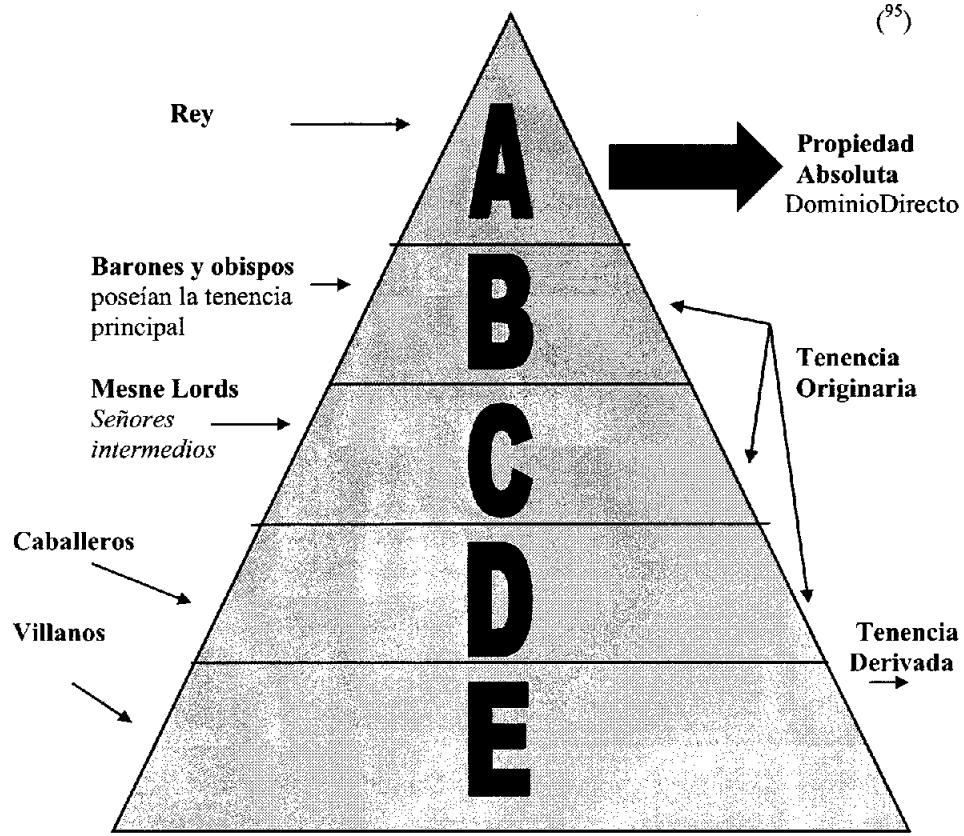 (95)
Rey
A
Propiedad
Absoluta
DominioDirecto
Barones y obispos
poseían la tenencia
principal
B
Tenencia
Originaria
Mesne Lords
Señores
intermedios
C
Caballeros
D
Villanos
Tenencia
Derivada
E